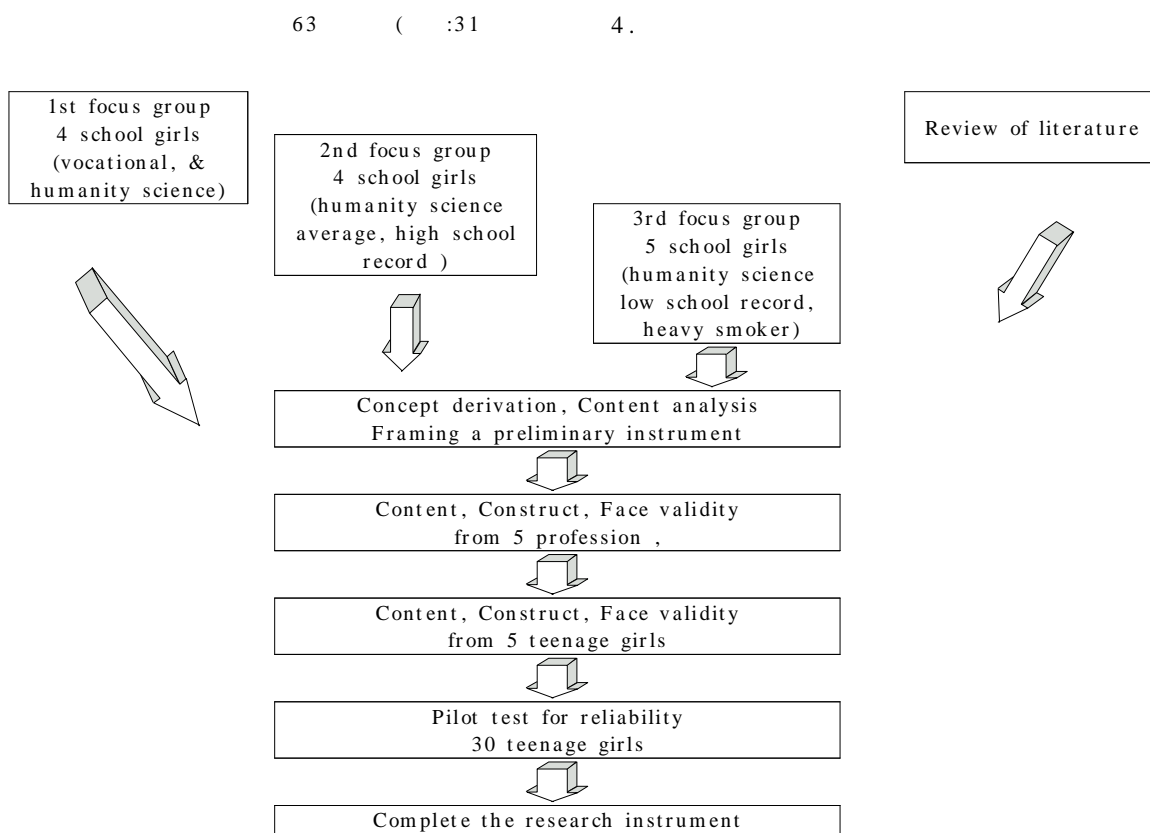 63 ( :31 4.
1st focus group
4 school girls
(vocational, &
humanity science)
2nd focus group
4 school girls
(humanity science
average, high school
record )
3rd focus group
5 school girls
(humanity science
low school record,
heavy smoker)
Review of literature
Concept derivation, Content analysis
Framing a preliminary instrument
Content, Construct, Face validity
from 5 profession ,
Content, Construct, Face validity
from 5 teenage girls
Pilot test for reliability
30 teenage girls
Complete the research instrument